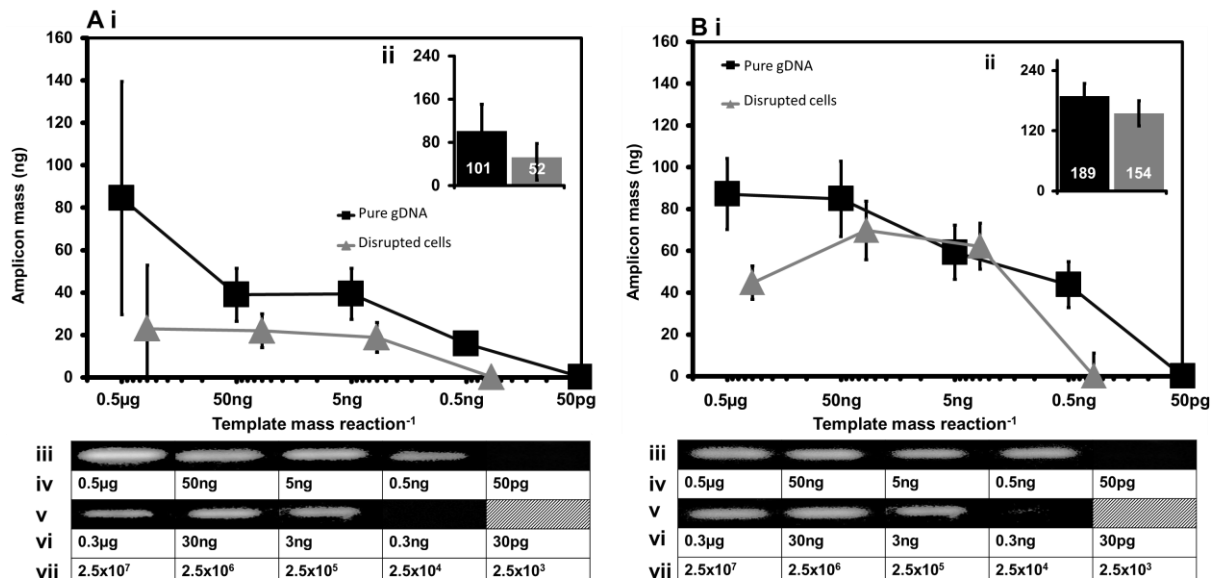 A i
160
140
120
100
80
60
40
20
0
Amplicon mass (ng)
ii
240
160
80
0
101
52
Pure gDNA
Disrupted cells
0.5µg 50ng 5ng 0.5ng 50pg
Template mass reaction⁻¹
iii
iv 0.5µg 50ng 5ng 0.5ng 50pg
v
vi 0.3µg 30ng 3ng 0.3ng 30pg
vii 2.5x10⁷ 2.5x10⁶ 2.5x10⁵ 2.5x10⁴ 2.5x10³
B i
160
140
120
100
80
60
40
20
0
Amplicon mass (ng)
Pure gDNA
Disrupted cells
ii
240
120
0
189
154
0.5µg 50ng 5ng 0.5ng 50pg
Template mass reaction⁻¹
iii
iv 0.5µg 50ng 5ng 0.5ng 50pg
v
vi 0.3µg 30ng 3ng 0.3ng 30pg
vii 2.5x10⁷ 2.5x10⁶ 2.5x10⁵ 2.5x10⁴ 2.5x10³